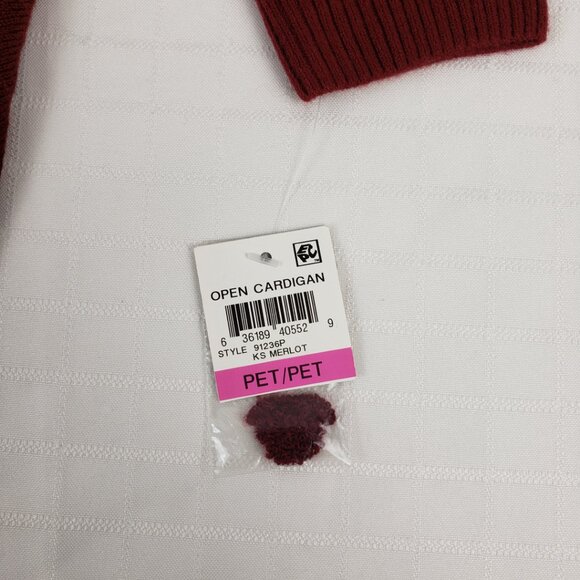 OPEN CARDIGAN
6 36189 40552 9
STYLE 91236P
KS MERLOT
PET/PET